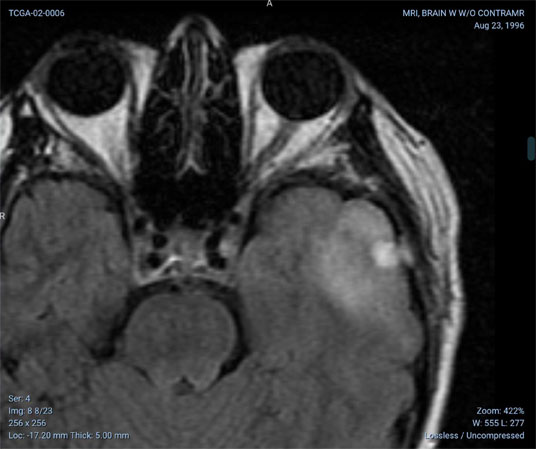 A
TCGA-02-0006
MRI, BRAIN W W/O CONTRAMR
Aug 23, 1996
R
Ser: 4
Img: 8 8/23
256 x 256
Loc: -17.20 mm Thick: 5.00 mm
Zoom: 422%
W: 555 L: 277
Lossless / Uncompressed